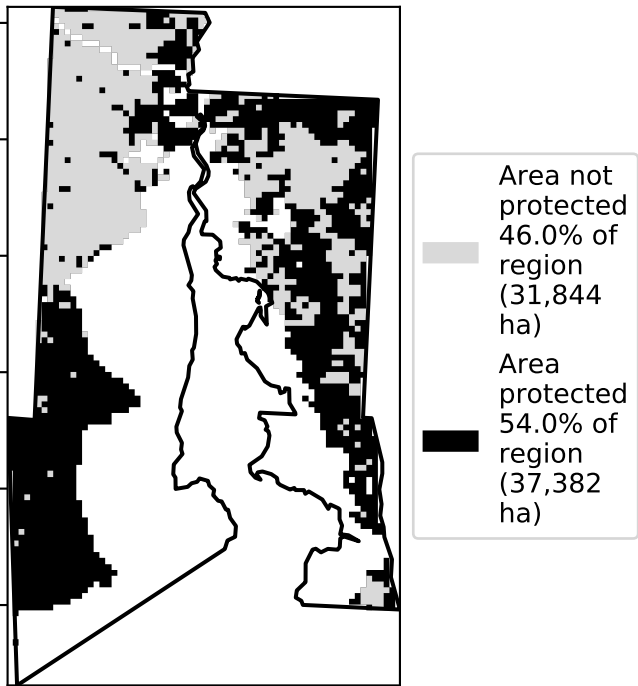 Area not
protected
46.0% of
region
(31,844
ha)
Area
protected
54.0% of
region
(37,382
ha)